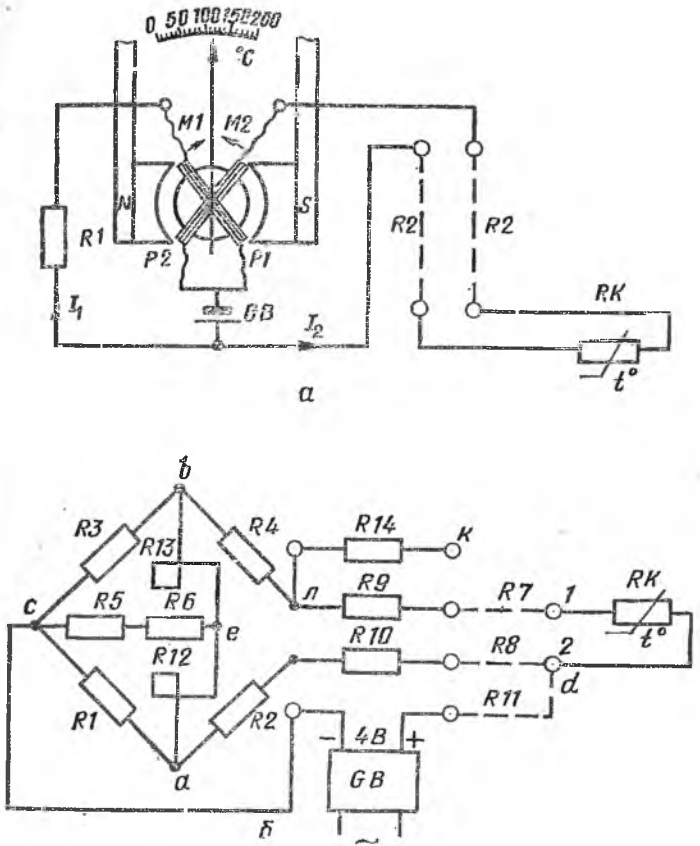 0 50 100 150 200
°C
M1 M2
N S
R1
P2 P1
GB
I₁
I₂
R2 R2
RK
t°
а
b
R3 R4
R13
R14 К
c
R5 R6 e
л R9 R7 1 RK
t°
R12
R10 R8 2
d
R1 R2
R11
a
− 4В +
GB
~
б